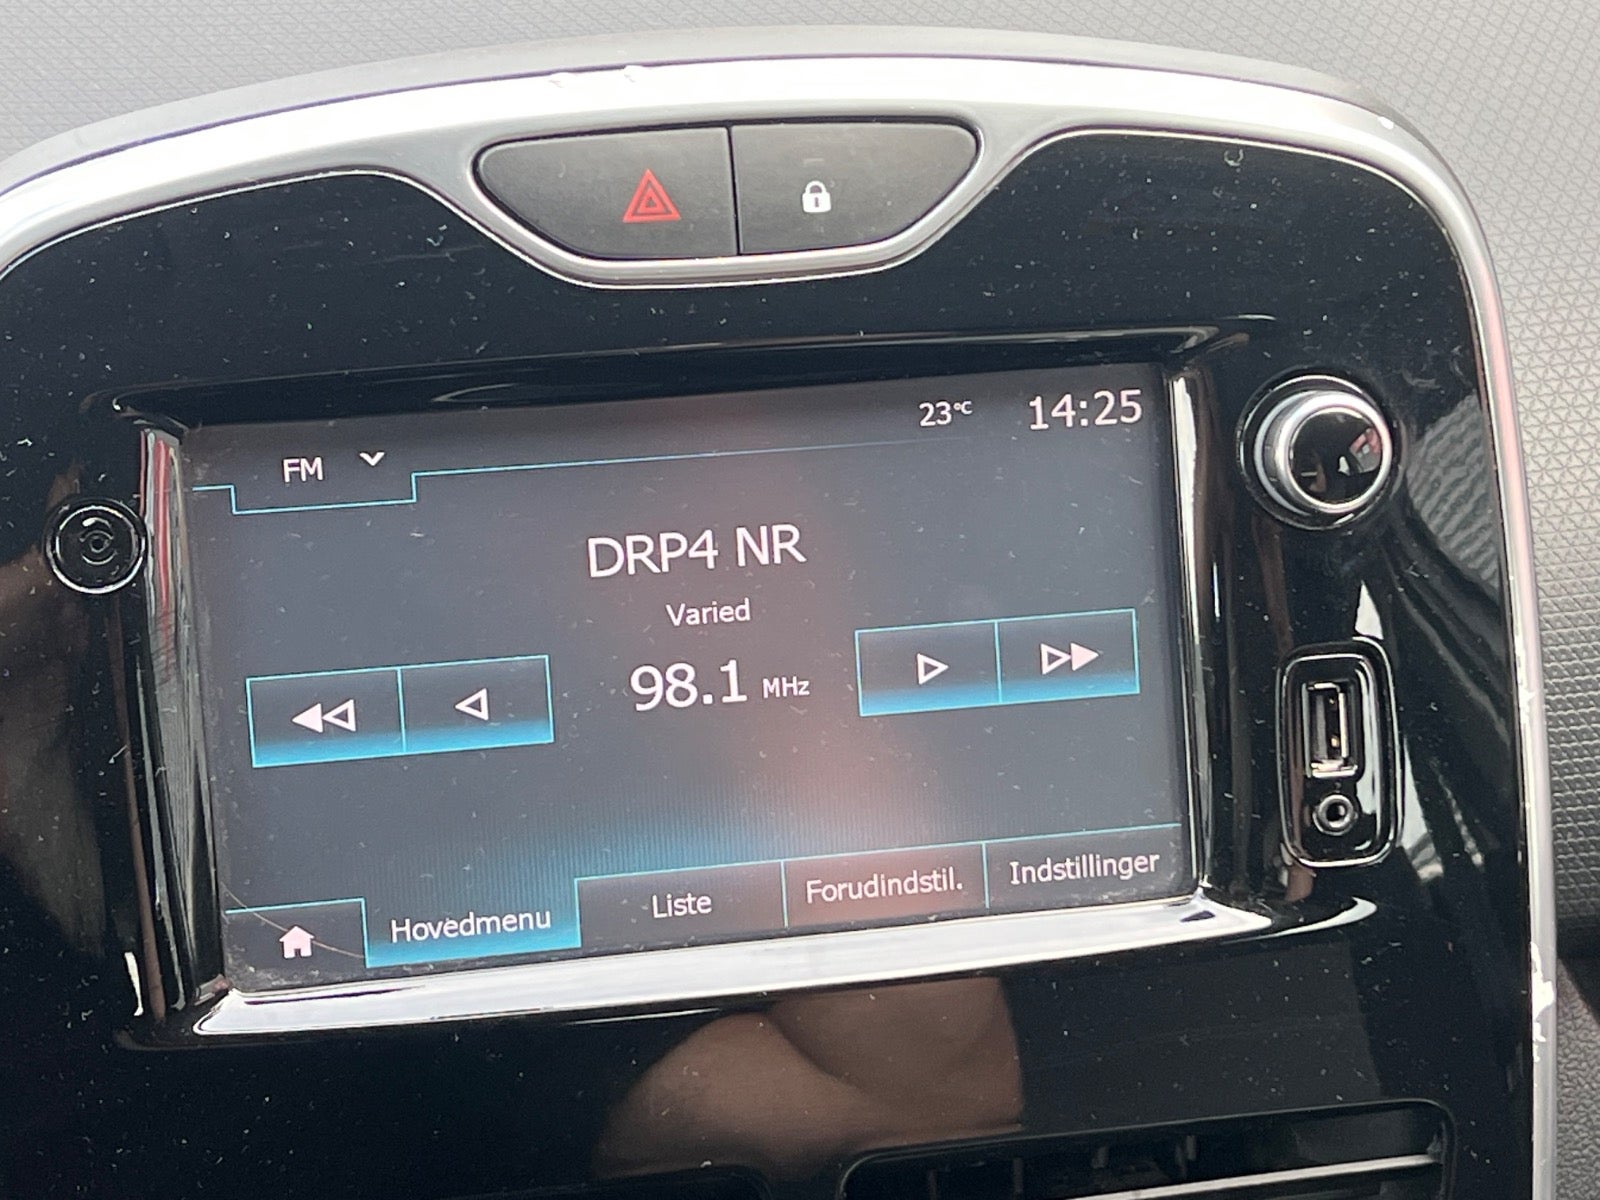 23°C 14:25
FM
DRP4 NR
Varied
98.1 MHz
Hovedmenu Liste Forudindstil. Indstillinger